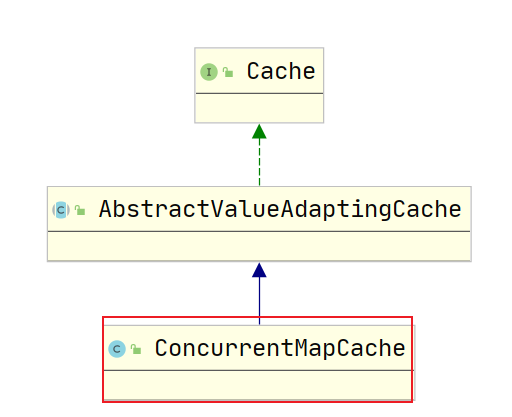 I Cache
C AbstractValueAdaptingCache
C ConcurrentMapCache